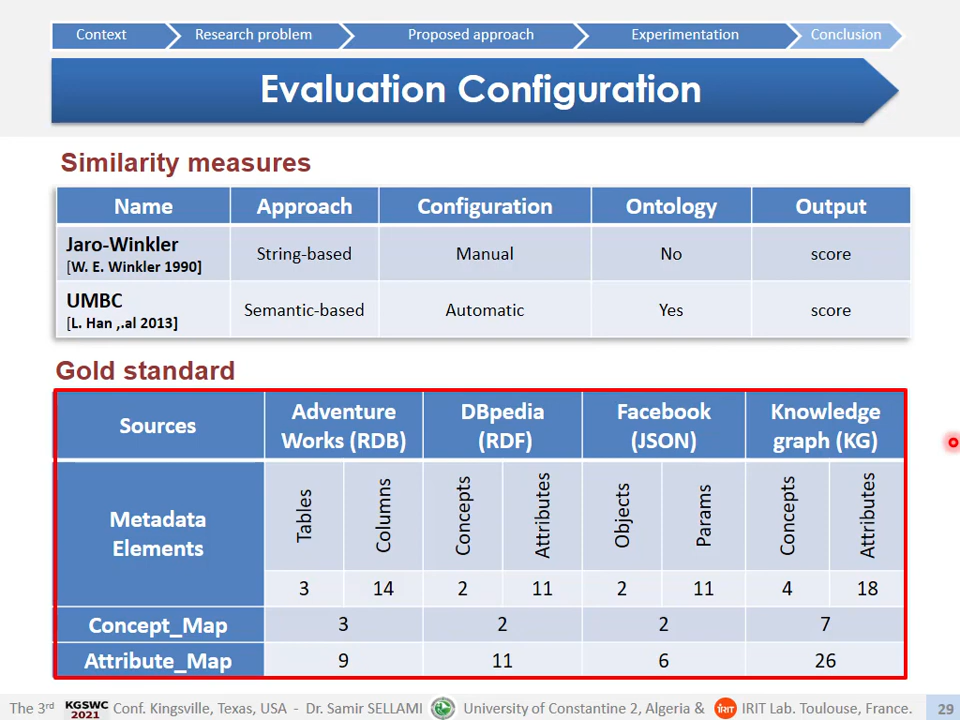 Context
Research problem
Proposed approach
Experimentation
Conclusion
Evaluation Configuration
Similarity measures
Name Approach Configuration Ontology Output
Jaro-Winkler
[W. E. Winkler 1990]
String-based Manual No score
UMBC
[L. Han ,.al 2013]
Semantic-based Automatic Yes score
Gold standard
Sources
Adventure
Works (RDB)
DBpedia
(RDF)
Facebook
(JSON)
Knowledge
graph (KG)
Metadata
Elements
Tables
Columns
Concepts
Attributes
Objects
Params
Concepts
Attributes
3 14 2 11 2 11 4 18
Concept_Map 3 2 2 7
Attribute_Map 9 11 6 26
The 3rd KGSWC 2021 Conf. Kingsville, Texas, USA - Dr. Samir SELLAMI University of Constantine 2, Algeria & IRIT IRIT Lab. Toulouse, France. 29